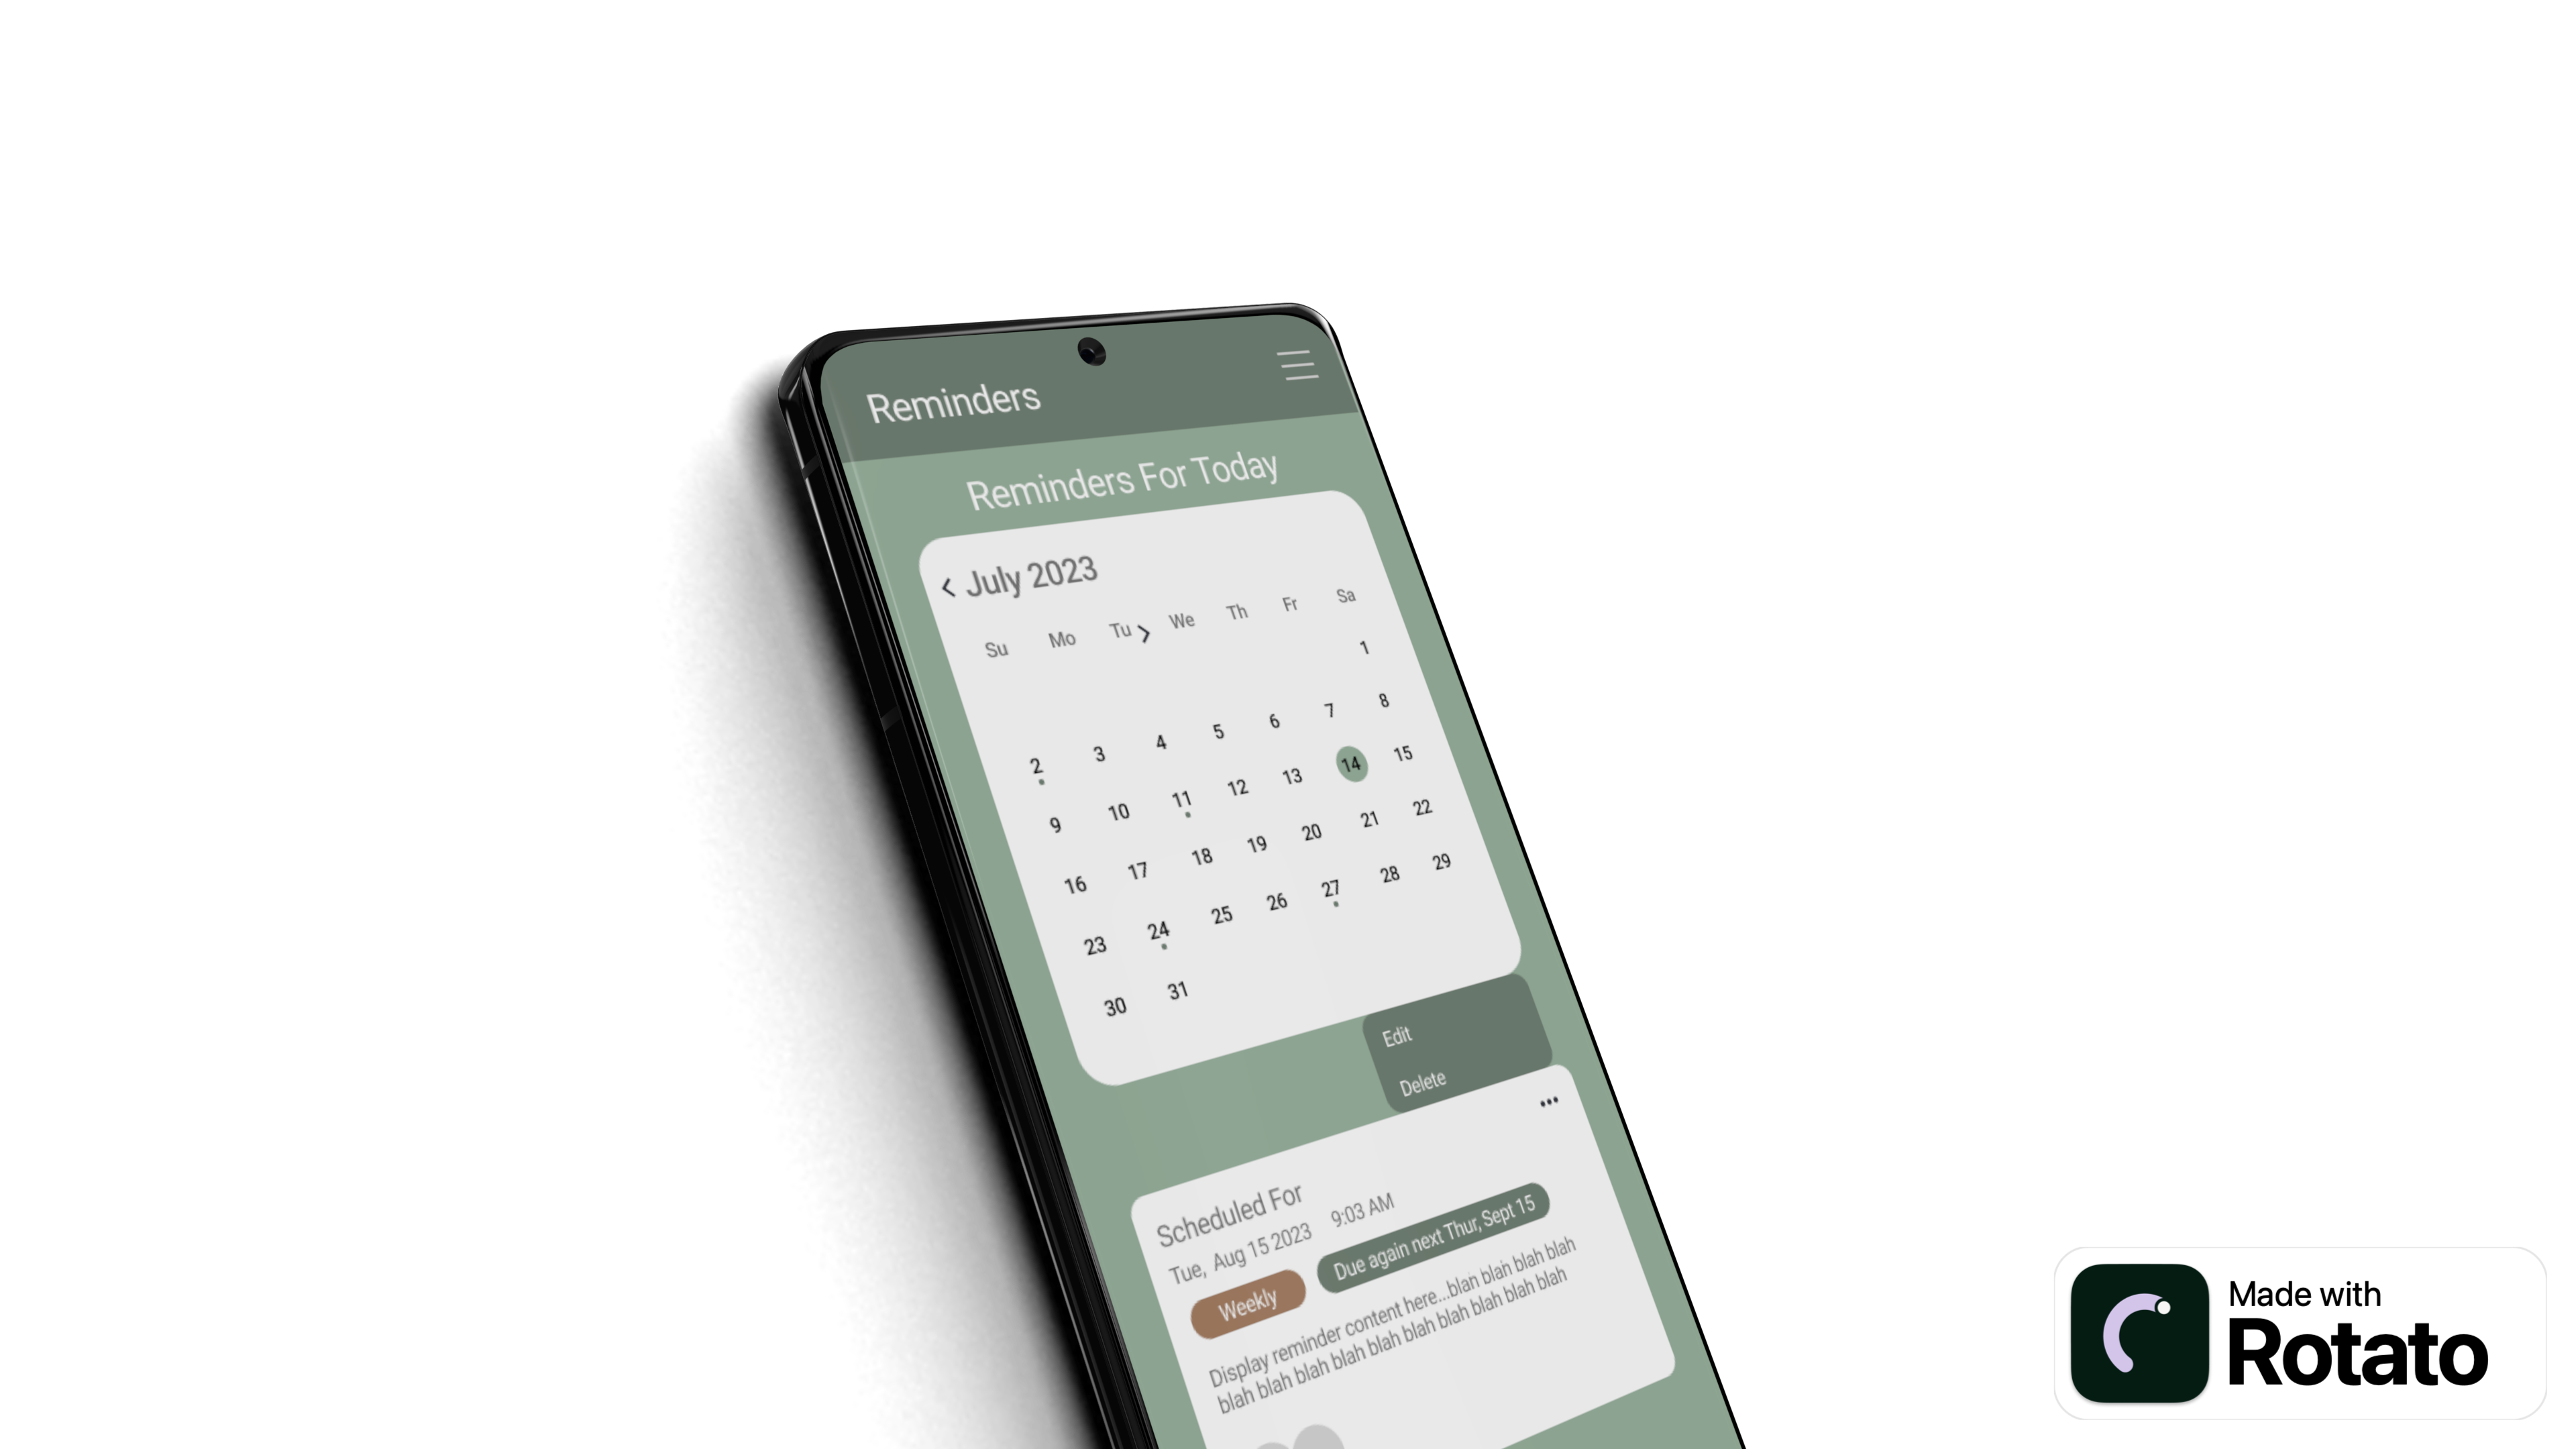 Reminders
Reminders For Today
July 2023
Su Mo Tu We Th Fr Sa
1
2 3 4 5 6 7 8
9 10 11 12 13 14 15
16 17 18 19 20 21 22
23 24 25 26 27 28 29
30 31
Edit
Delete
Scheduled For
Tue, Aug 15 2023 9:03 AM
Weekly Due again next Thur, Sept 15
Display reminder content here...blan blah blah blah
blah blah blah blah blah blah blah blah blah blah
Made with
Rotato